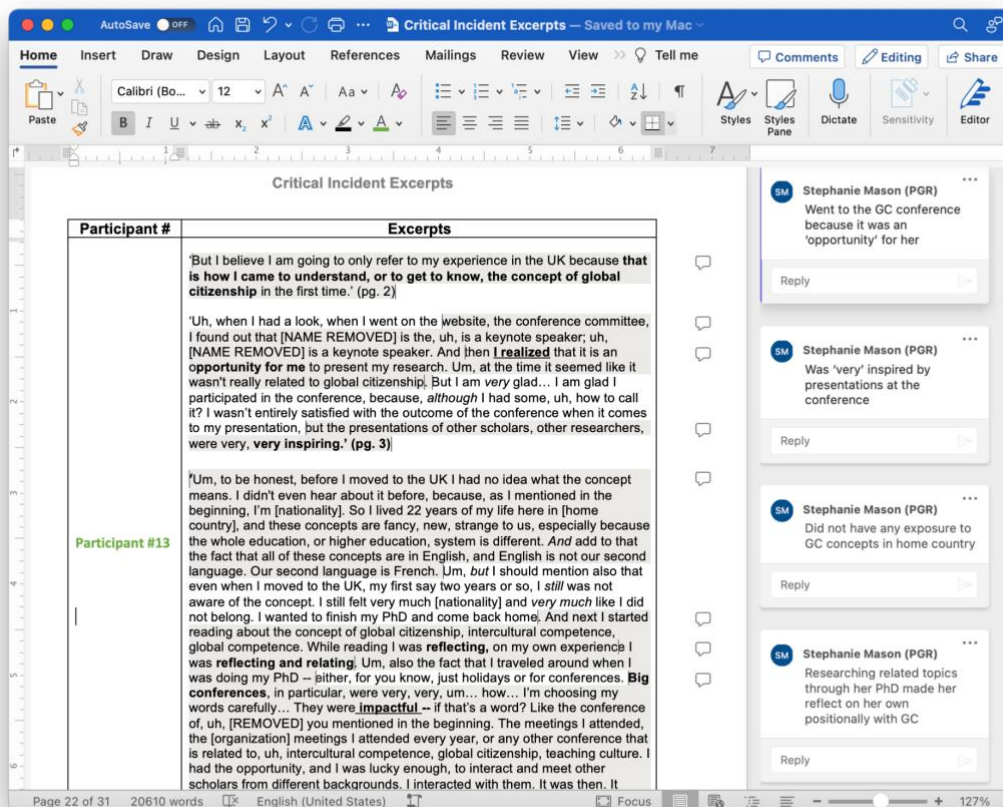 AutoSave OFF
Critical Incident Excerpts — Saved to my Mac
Home Insert Draw Design Layout References Mailings Review View Tell me
Comments Editing Share
Paste
Calibri (Bo... 12
Styles
Styles Pane
Dictate
Sensitivity
Editor
1 2 3 4 5 6 7
Critical Incident Excerpts
Participant # Excerpts
Participant #13
'But I believe I am going to only refer to my experience in the UK because that
is how I came to understand, or to get to know, the concept of global
citizenship in the first time.' (pg. 2)
'Uh, when I had a look, when I went on the website, the conference committee,
I found out that [NAME REMOVED] is the, uh, is a keynote speaker; uh,
[NAME REMOVED] is a keynote speaker. And then I realized that it is an
opportunity for me to present my research. Um, at the time it seemed like it
wasn't really related to global citizenship. But I am very glad… I am glad I
participated in the conference, because, although I had some, uh, how to call
it? I wasn't entirely satisfied with the outcome of the conference when it comes
to my presentation, but the presentations of other scholars, other researchers,
were very, very inspiring.' (pg. 3)
'Um, to be honest, before I moved to the UK I had no idea what the concept
means. I didn't even hear about it before, because, as I mentioned in the
beginning, I'm [nationality]. So I lived 22 years of my life here in [home
country], and these concepts are fancy, new, strange to us, especially because
the whole education, or higher education, system is different. And add to that
the fact that all of these concepts are in English, and English is not our second
language. Our second language is French. Um, but I should mention also that
even when I moved to the UK, my first say two years or so, I still was not
aware of the concept. I still felt very much [nationality] and very much like I did
not belong. I wanted to finish my PhD and come back home. And next I started
reading about the concept of global citizenship, intercultural competence,
global competence. While reading I was reflecting, on my own experience I
was reflecting and relating. Um, also the fact that I traveled around when I
was doing my PhD -- either, for you know, just holidays or for conferences. Big
conferences, in particular, were very, very, um… how… I'm choosing my
words carefully… They were impactful -- if that's a word? Like the conference
of, uh, [REMOVED] you mentioned in the beginning. The meetings I attended,
the [organization] meetings I attended every year, or any other conference that
is related to, uh, intercultural competence, global citizenship, teaching culture. I
had the opportunity, and I was lucky enough, to interact and meet other
scholars from different backgrounds. I interacted with them. It was then. It
SM Stephanie Mason (PGR)
Went to the GC conference
because it was an
'opportunity' for her
Reply
SM Stephanie Mason (PGR)
Was 'very' inspired by
presentations at the
conference
Reply
SM Stephanie Mason (PGR)
Did not have any exposure to
GC concepts in home country
Reply
SM Stephanie Mason (PGR)
Researching related topics
through her PhD made her
reflect on her own
positionally with GC
Reply
Page 22 of 31 20610 words English (United States) Focus 127%